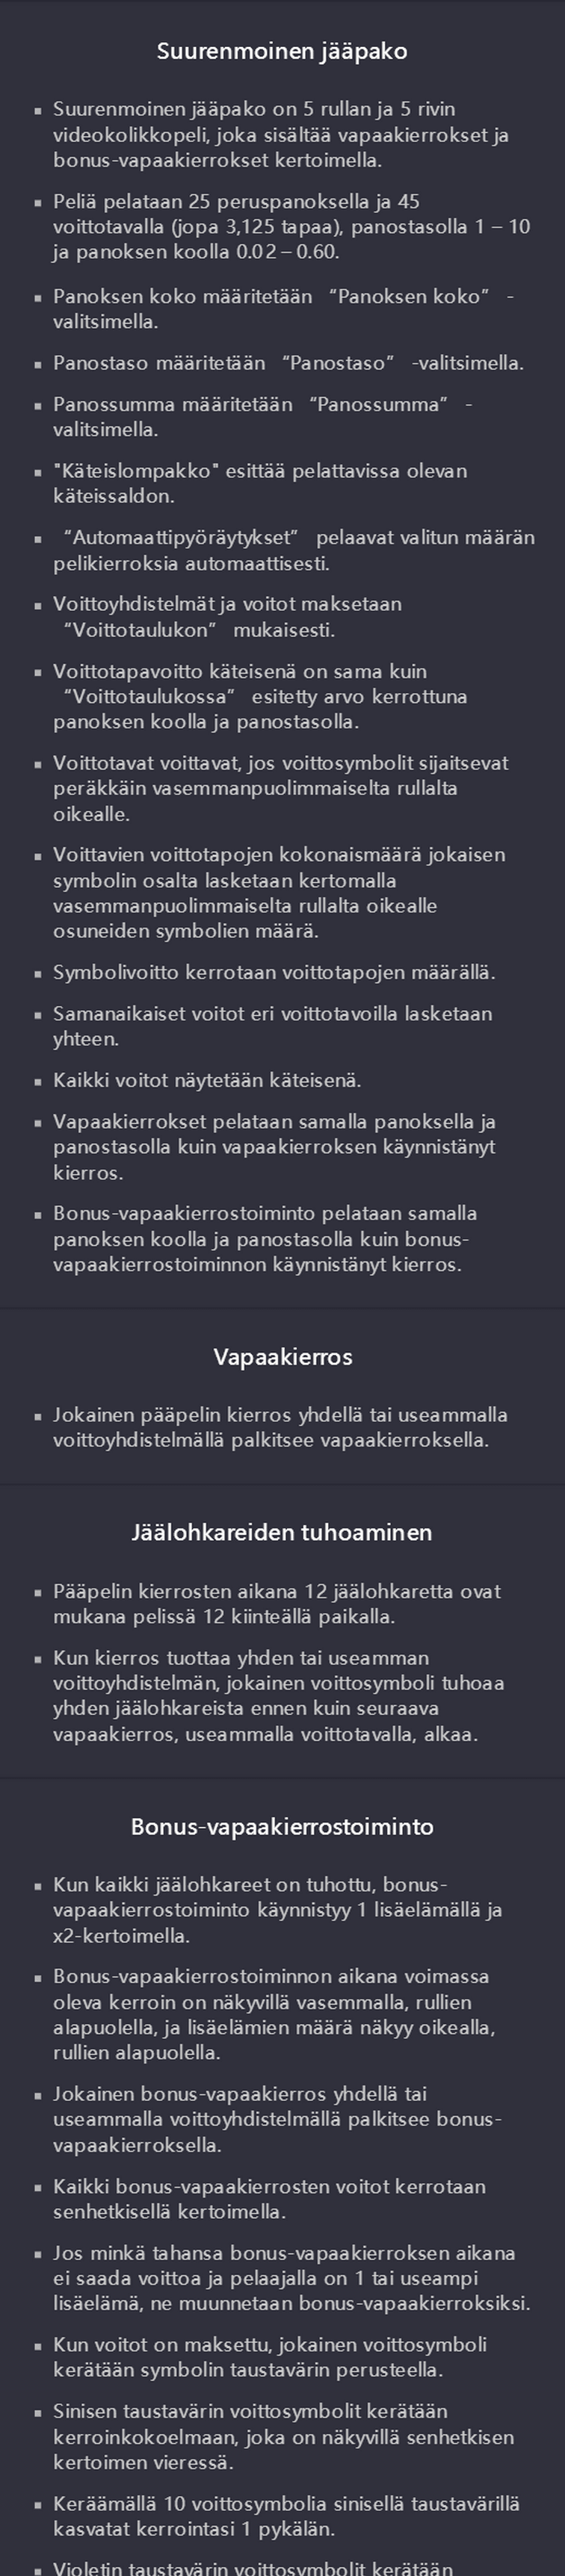 Suurenmoinen jääpako
▪ Suurenmoinen jääpako on 5 rullan ja 5 rivin
videokolikkopeli, joka sisältää vapaakierrokset ja
bonus-vapaakierrokset kertoimella.
▪ Peliä pelataan 25 peruspanoksella ja 45
voittotavalla (jopa 3,125 tapaa), panostasolla 1 – 10
ja panoksen koolla 0.02 – 0.60.
▪ Panoksen koko määritetään “Panoksen koko” -
valitsimella.
▪ Panostaso määritetään “Panostaso” -valitsimella.
▪ Panossumma määritetään “Panossumma” -
valitsimella.
▪ "Käteislompakko" esittää pelattavissa olevan
käteissaldon.
▪ “Automaattipyöräytykset” pelaavat valitun määrän
pelikierroksia automaattisesti.
▪ Voittoyhdistelmät ja voitot maksetaan
“Voittotaulukon” mukaisesti.
▪ Voittotapavoitto käteisenä on sama kuin
“Voittotaulukossa” esitetty arvo kerrottuna
panoksen koolla ja panostasolla.
▪ Voittotavat voittavat, jos voittosymbolit sijaitsevat
peräkkäin vasemmanpuolimmaiselta rullalta
oikealle.
▪ Voittavien voittotapojen kokonaismäärä jokaisen
symbolin osalta lasketaan kertomalla
vasemmanpuolimmaiselta rullalta oikealle
osuneiden symbolien määrä.
▪ Symbolivoitto kerrotaan voittotapojen määrällä.
▪ Samanaikaiset voitot eri voittotavoilla lasketaan
yhteen.
▪ Kaikki voitot näytetään käteisenä.
▪ Vapaakierrokset pelataan samalla panoksella ja
panostasolla kuin vapaakierroksen käynnistänyt
kierros.
▪ Bonus-vapaakierrostoiminto pelataan samalla
panoksen koolla ja panostasolla kuin bonus-
vapaakierrostoiminnon käynnistänyt kierros.
Vapaakierros
▪ Jokainen pääpelin kierros yhdellä tai useammalla
voittoyhdistelmällä palkitsee vapaakierroksella.
Jäälohkareiden tuhoaminen
▪ Pääpelin kierrosten aikana 12 jäälohkaretta ovat
mukana pelissä 12 kiinteällä paikalla.
▪ Kun kierros tuottaa yhden tai useamman
voittoyhdistelmän, jokainen voittosymboli tuhoaa
yhden jäälohkareista ennen kuin seuraava
vapaakierros, useammalla voittotavalla, alkaa.
Bonus-vapaakierrostoiminto
▪ Kun kaikki jäälohkareet on tuhottu, bonus-
vapaakierrostoiminto käynnistyy 1 lisäelämällä ja
x2-kertoimella.
▪ Bonus-vapaakierrostoiminnon aikana voimassa
oleva kerroin on näkyvillä vasemmalla, rullien
alapuolella, ja lisäelämien määrä näkyy oikealla,
rullien alapuolella.
▪ Jokainen bonus-vapaakierros yhdellä tai
useammalla voittoyhdistelmällä palkitsee bonus-
vapaakierroksella.
▪ Kaikki bonus-vapaakierrosten voitot kerrotaan
senhetkisellä kertoimella.
▪ Jos minkä tahansa bonus-vapaakierroksen aikana
ei saada voittoa ja pelaajalla on 1 tai useampi
lisäelämä, ne muunnetaan bonus-vapaakierroksiksi.
▪ Kun voitot on maksettu, jokainen voittosymboli
kerätään symbolin taustavärin perusteella.
▪ Sinisen taustavärin voittosymbolit kerätään
kerroinkokoelmaan, joka on näkyvillä senhetkisen
kertoimen vieressä.
▪ Keräämällä 10 voittosymbolia sinisellä taustavärillä
kasvatat kerrointasi 1 pykälän.
▪ Violetin taustavärin voittosymbolit kerätään